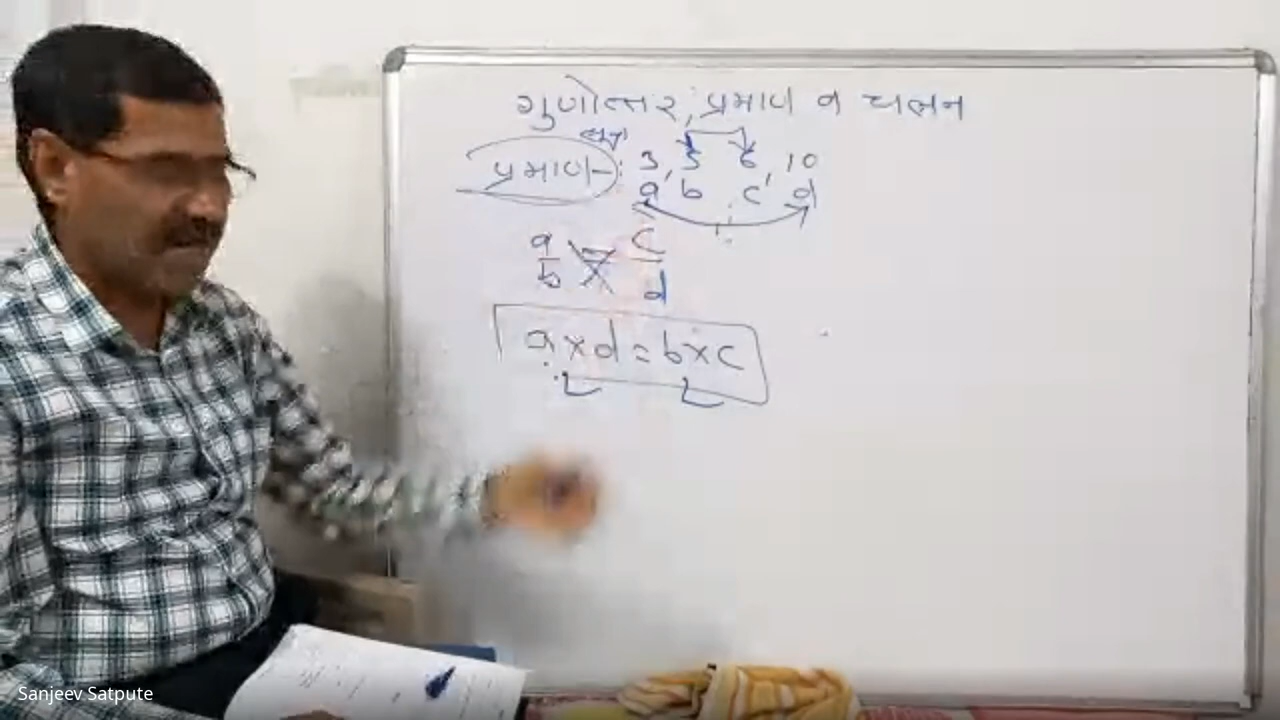 गुणोत्तर, प्रमाण व चलन
प्रमाण- : 3, 5 6, 10
a b c d
a/b = c/d
a×d = b×c
Sanjeev Satpute